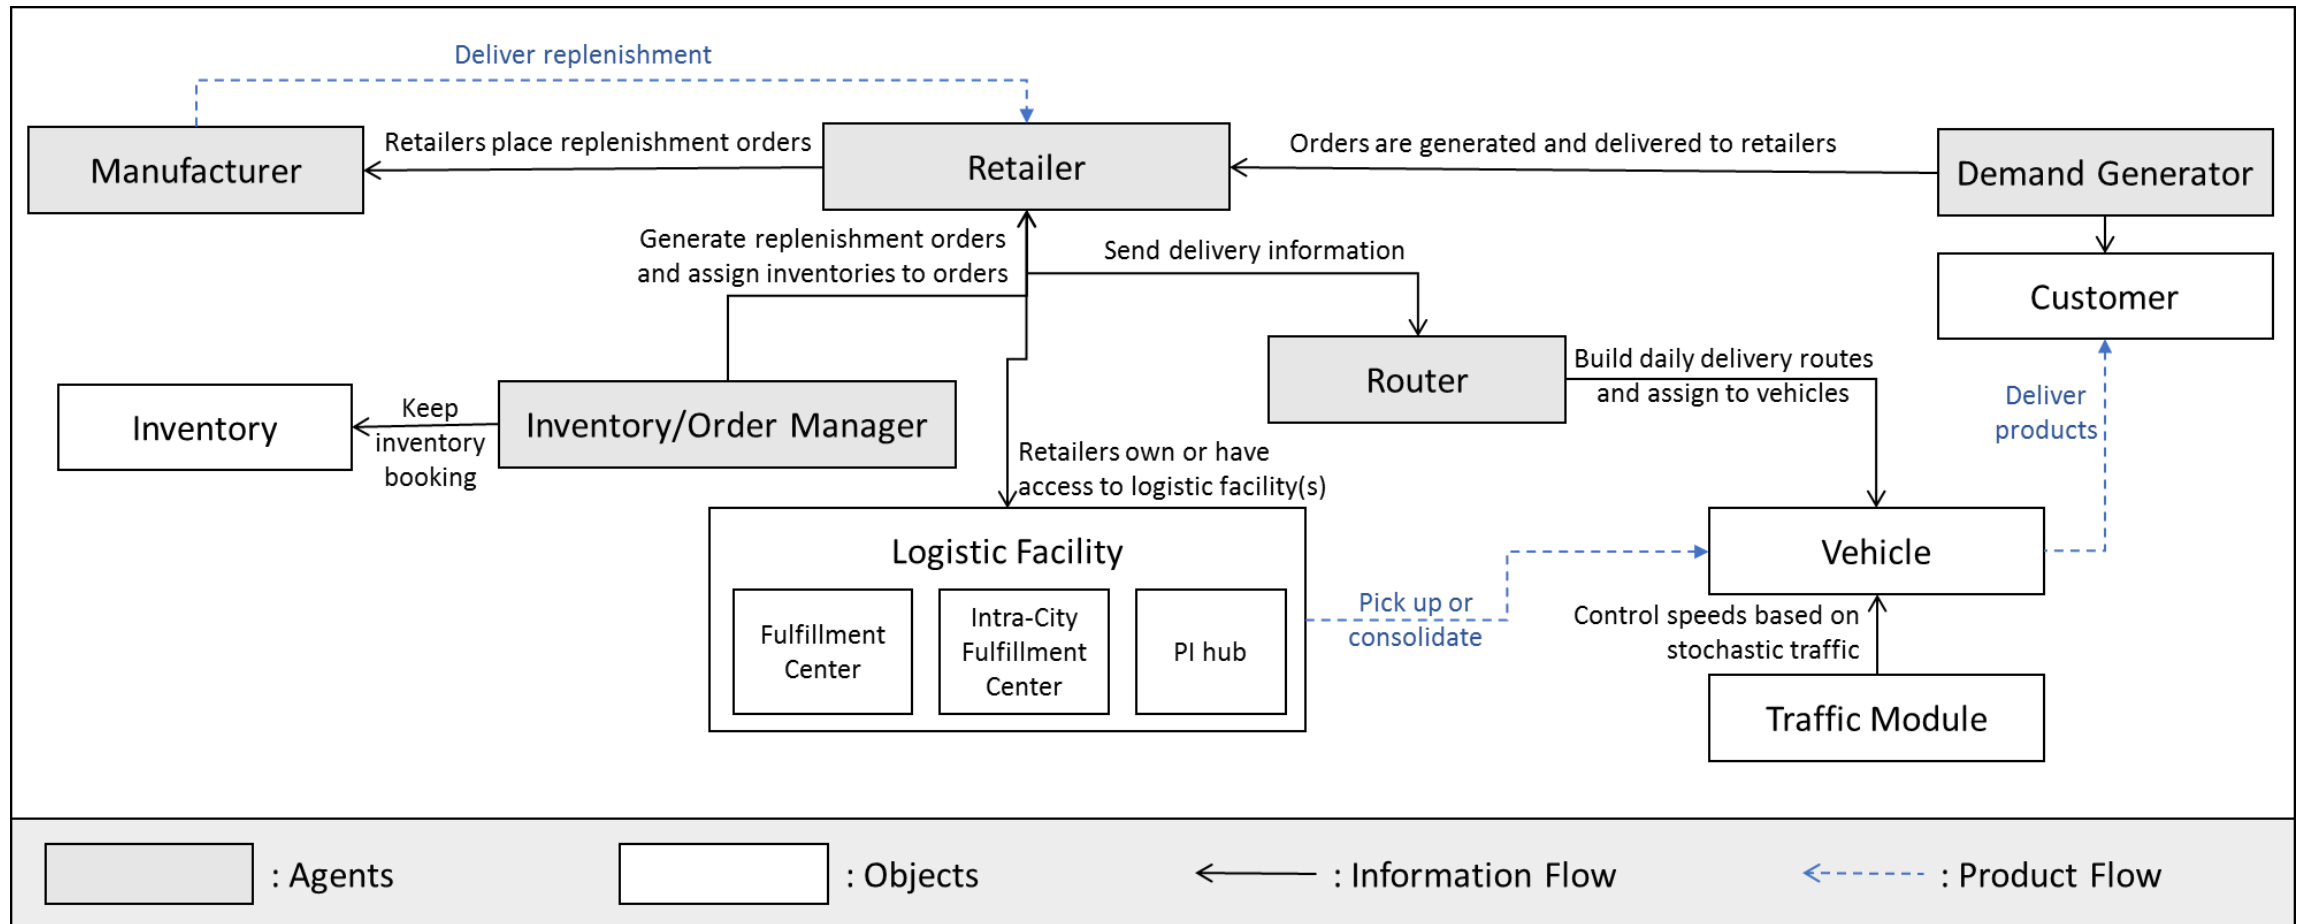 Deliver replenishment
Manufacturer
Retailers place replenishment orders
Retailer
Orders are generated and delivered to retailers
Demand Generator
Generate replenishment orders
and assign inventories to orders
Send delivery information
Customer
Inventory
Keep
inventory
booking
Inventory/Order Manager
Router
Build daily delivery routes
and assign to vehicles
Deliver
products
Retailers own or have
access to logistic facility(s)
Logistic Facility
Fulfillment
Center
Intra-City
Fulfillment
Center
PI hub
Pick up or
consolidate
Vehicle
Control speeds based on
stochastic traffic
Traffic Module
: Agents
: Objects
: Information Flow
: Product Flow